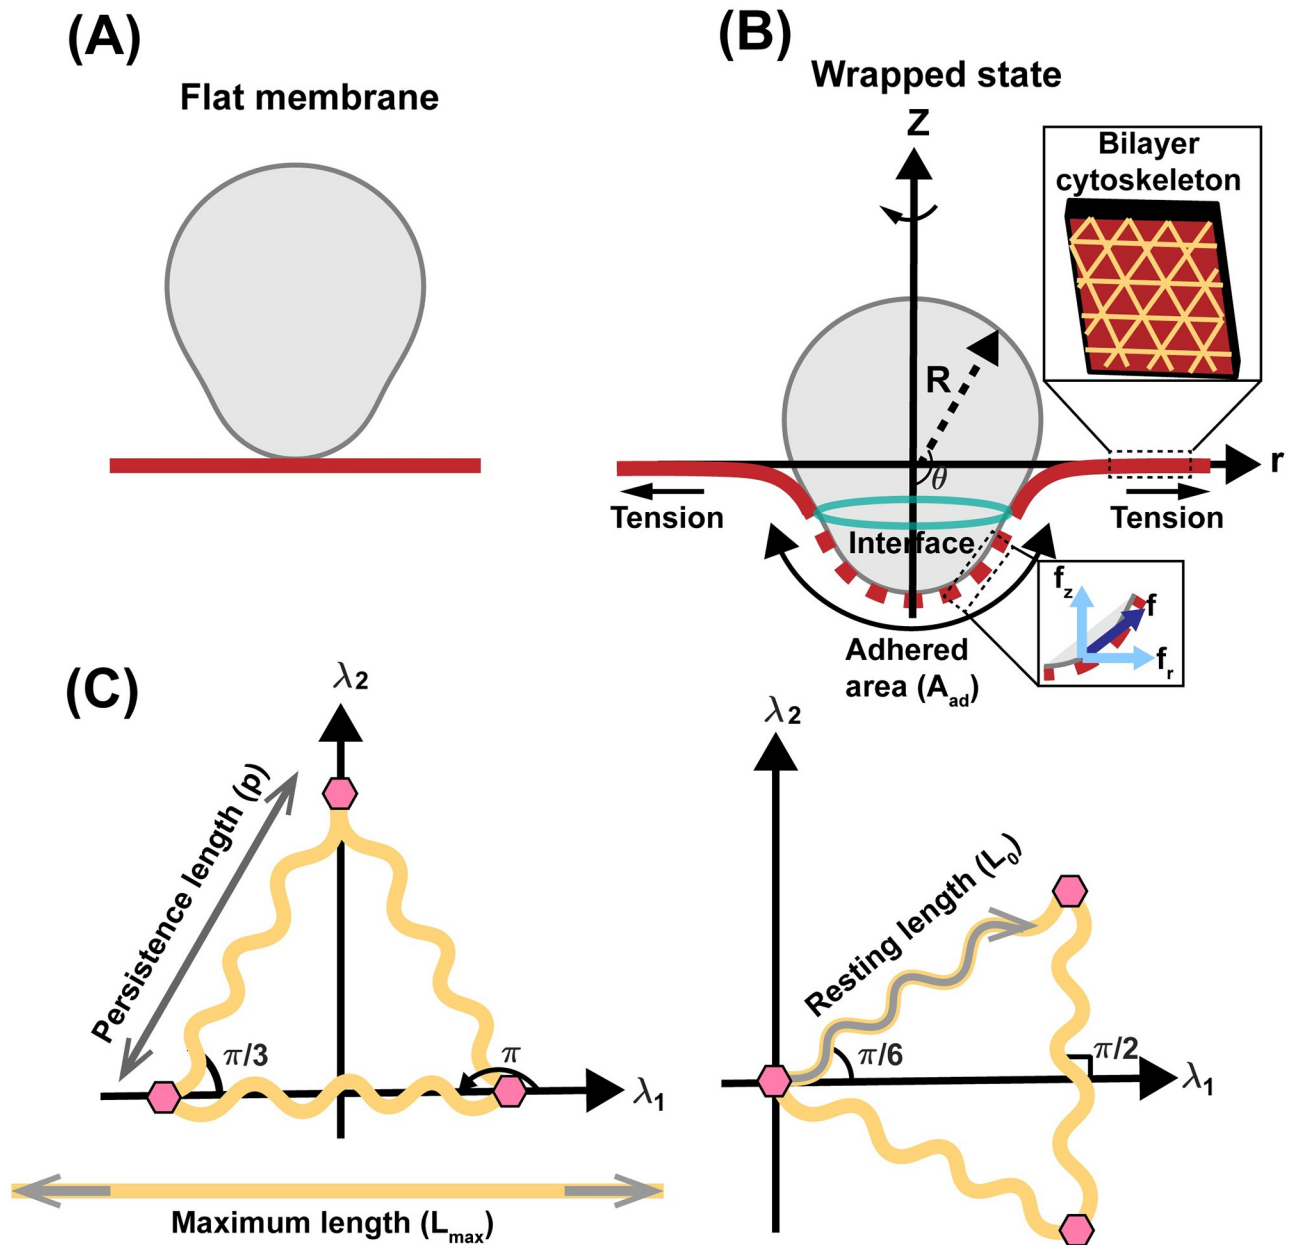 (A)
Flat membrane
(B)
Wrapped state
Z
Bilayer
cytoskeleton
R
θ
r
Tension
Tension
Interface
Adhered
area (A_ad)
f_z
f
f_r
(C)
λ₂
Persistence length (p)
π/3
π
λ₁
Maximum length (L_max)
λ₂
Resting length (L₀)
π/6
π/2
λ₁